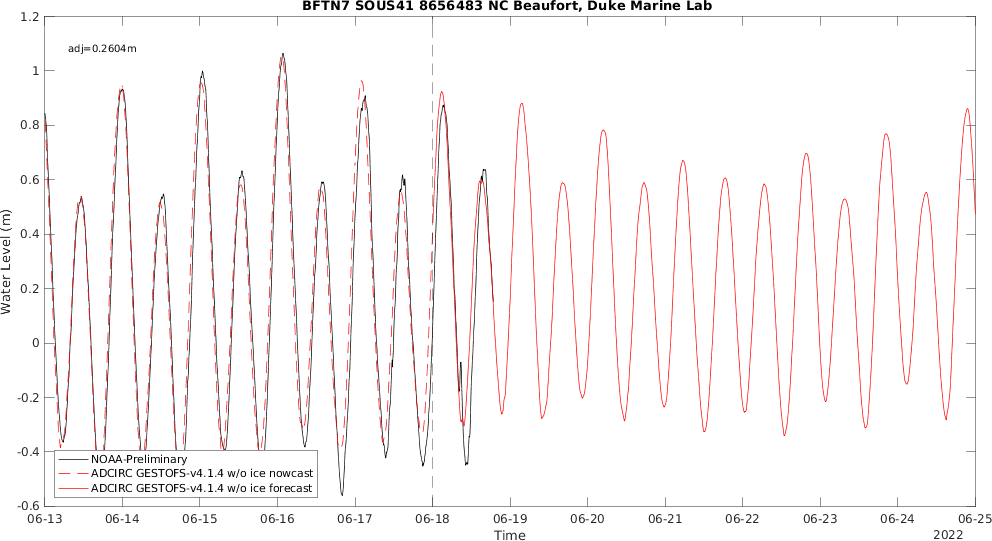 BFTN7 SOUS41 8656483 NC Beaufort, Duke Marine Lab
adj=0.2604m
1.2
1
0.8
0.6
0.4
0.2
0
-0.2
-0.4
-0.6
Water Level (m)
NOAA-Preliminary
ADCIRC GESTOFS-v4.1.4 w/o ice nowcast
ADCIRC GESTOFS-v4.1.4 w/o ice forecast
06-13 06-14 06-15 06-16 06-17 06-18 06-19 06-20 06-21 06-22 06-23 06-24 06-25
Time
2022